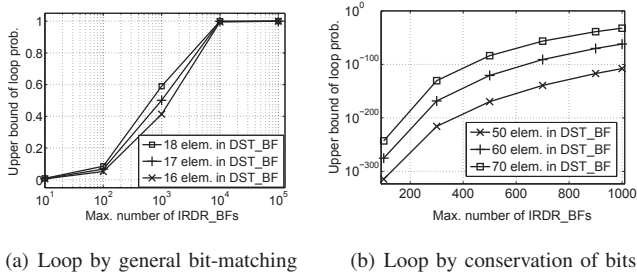 Upper bound of loop prob.
1
0.8
0.6
0.4
0.2
0
18 elem. in DST_BF
17 elem. in DST_BF
16 elem. in DST_BF
10^1 10^2 10^3 10^4 10^5
Max. number of IRDR_BFs
(a) Loop by general bit-matching
Upper bound of loop prob.
10^0
10^-100
10^-200
10^-300
50 elem. in DST_BF
60 elem. in DST_BF
70 elem. in DST_BF
200 400 600 800 1000
Max. number of IRDR_BFs
(b) Loop by conservation of bits